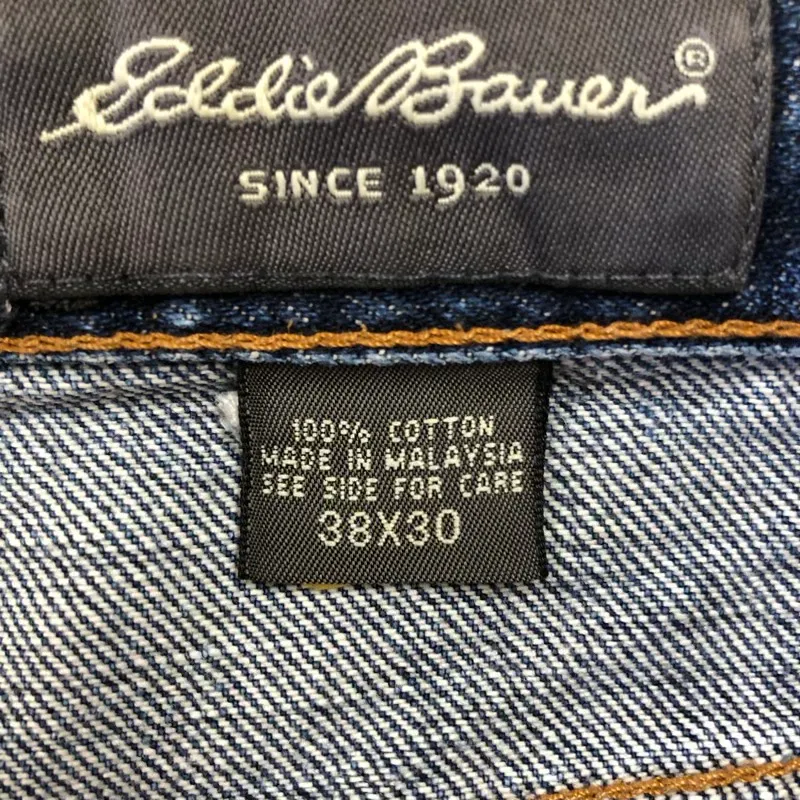 Eddie Bauer®
SINCE 1920
100% COTTON
MADE IN MALAYSIA
SEE SIDE FOR CARE
38X30